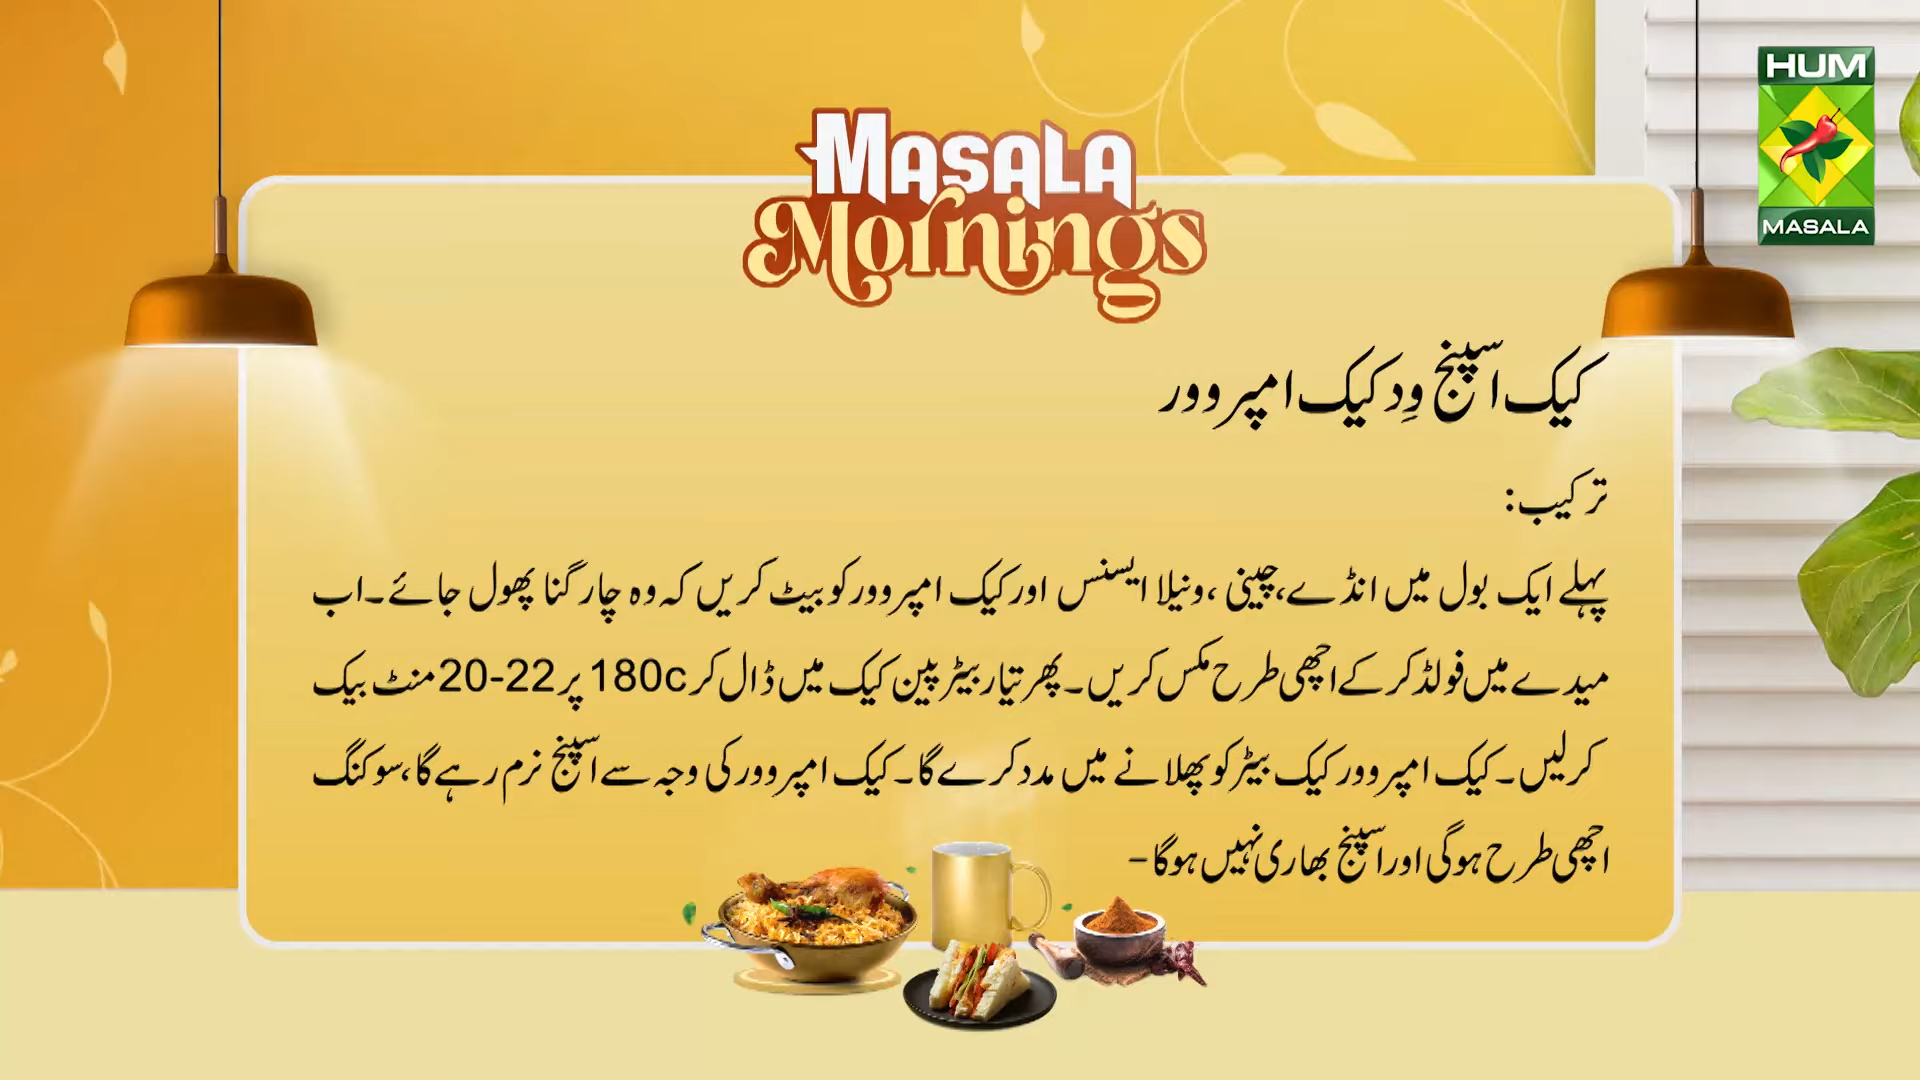 HUM
MASALA
MASALA
Mornings
کیک اسپنج وِد کیک امپروور
ترکیب:
پہلے ایک بول میں انڈے،چینی ،ونیلا ایسنس اور کیک امپروور کو بیٹ کریں کہ وہ چار گنا پھول جائے۔اب
میدے میں فولڈ کر کے اچھی طرح مکس کریں۔پھر تیار بیٹر پین کیک میں ڈال کر 180c پر 22-20 منٹ بیک
کرلیں۔کیک امپروور کیک بیٹر کو پھلانے میں مدد کرے گا۔کیک امپروور کی وجہ سے اسپنج نرم رہے گا،سوکنگ
اچھی طرح ہوگی اور اسپنج بھاری نہیں ہوگا-